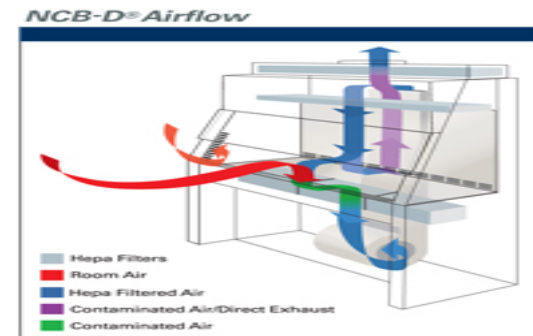 NCB-D® Airflow
Hepa Filters
Room Air
Hepa Filtered Air
Contaminated Air/Direct Exhaust
Contaminated Air